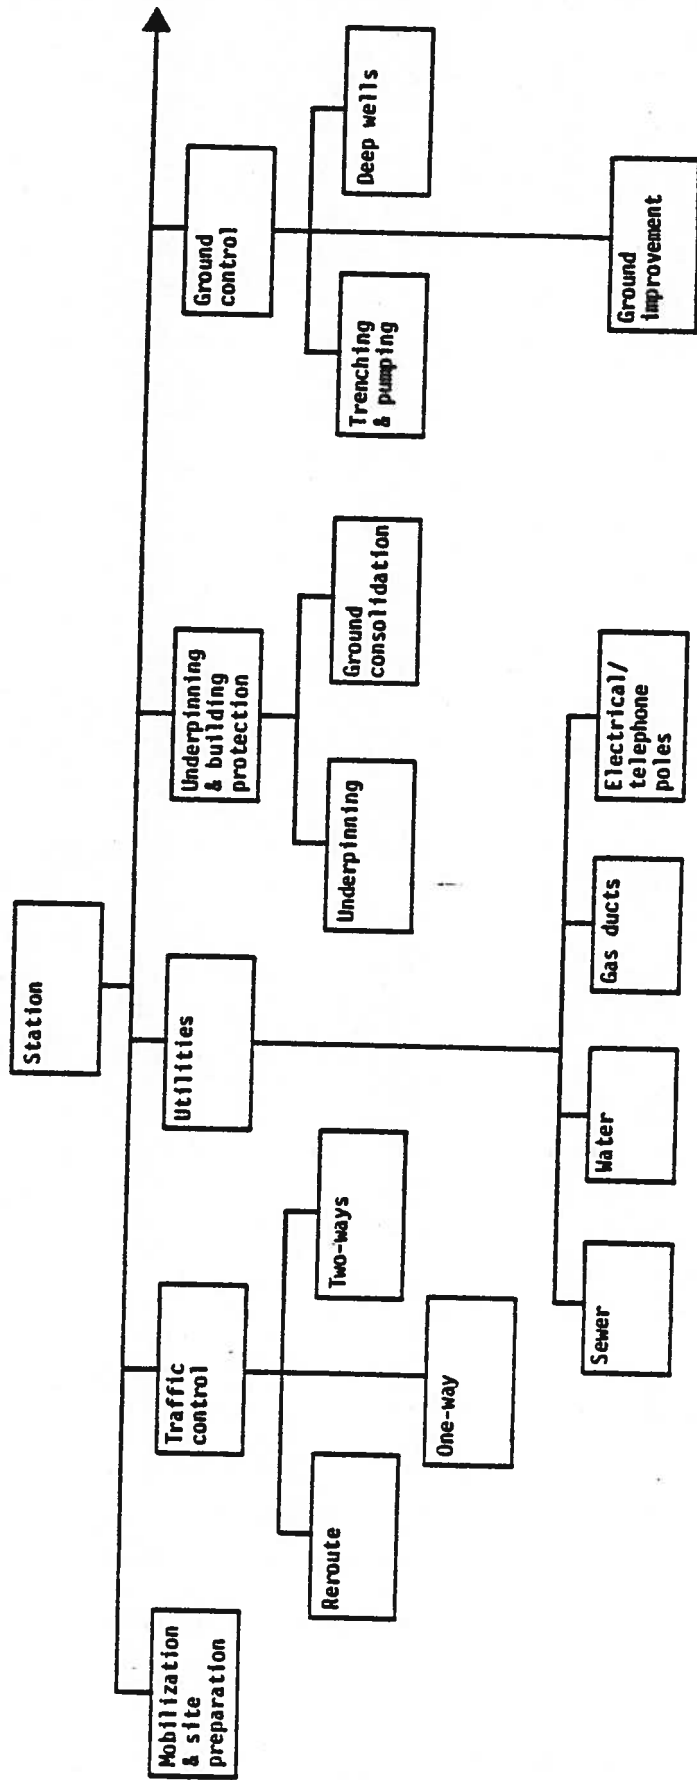 Station
Mobilization
& site
preparation
Traffic
control
Utilities
Underpinning
& building
protection
Ground
control
Reroute
Two-ways
One-way
Underpinning
Ground
consolidation
Trenching
& pumping
Deep wells
Sewer
Water
Gas ducts
Electrical/
telephone
poles
Ground
improvement